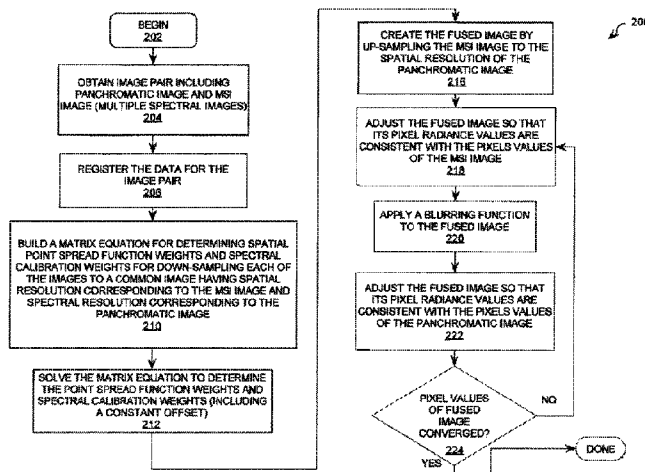 BEGIN
202
OBTAIN IMAGE PAIR INCLUDING
PANCHROMATIC IMAGE AND MSI
IMAGE (MULTIPLE SPECTRAL IMAGES)
204
REGISTER THE DATA FOR THE
IMAGE PAIR
206
BUILD A MATRIX EQUATION FOR DETERMINING SPATIAL
POINT SPREAD FUNCTION WEIGHTS AND SPECTRAL
CALIBRATION WEIGHTS FOR DOWN-SAMPLING EACH OF
THE IMAGES TO A COMMON IMAGE HAVING SPATIAL
RESOLUTION CORRESPONDING TO THE MSI IMAGE AND
SPECTRAL RESOLUTION CORRESPONDING TO THE
PANCHROMATIC IMAGE
210
SOLVE THE MATRIX EQUATION TO DETERMINE
THE POINT SPREAD FUNCTION WEIGHTS AND
SPECTRAL CALIBRATION WEIGHTS (INCLUDING
A CONSTANT OFFSET)
212
CREATE THE FUSED IMAGE BY
UP-SAMPLING THE MSI IMAGE TO THE
SPATIAL RESOLUTION OF THE
PANCHROMATIC IMAGE
216
ADJUST THE FUSED IMAGE SO THAT
ITS PIXEL RADIANCE VALUES ARE
CONSISTENT WITH THE PIXELS VALUES
OF THE MSI IMAGE
218
APPLY A BLURRING FUNCTION
TO THE FUSED IMAGE
220
ADJUST THE FUSED IMAGE SO THAT
ITS PIXEL RADIANCE VALUES ARE
CONSISTENT WITH THE PIXELS VALUES
OF THE PANCHROMATIC IMAGE
222
PIXEL VALUES
OF FUSED
IMAGE
CONVERGED?
224
NO
YES
DONE